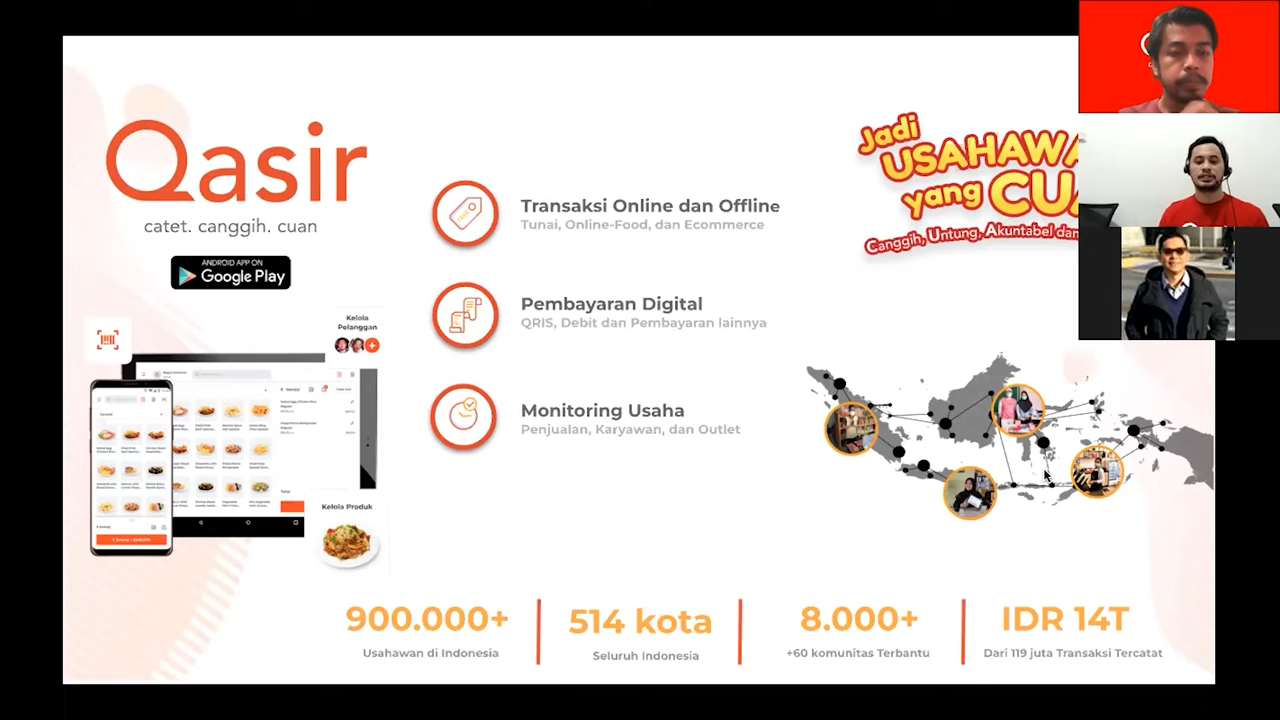 Qasir
catet. canggih. cuan
ANDROID APP ON
Google Play
Kelola
Pelanggan
Kelola Produk
Transaksi Online dan Offline
Tunai, Online-Food, dan Ecommerce
Pembayaran Digital
QRIS, Debit dan Pembayaran lainnya
Monitoring Usaha
Penjualan, Karyawan, dan Outlet
Jadi
USAHAWA
yang CUA
Canggih, Untung, Akuntabel dan
900.000+
Usahawan di Indonesia
514 kota
Seluruh Indonesia
8.000+
+60 komunitas Terbantu
IDR 14T
Dari 119 juta Transaksi Tercatat